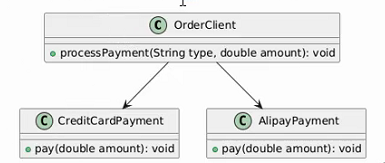 C OrderClient
processPayment(String type, double amount): void
C CreditCardPayment
pay(double amount): void
C AlipayPayment
pay(double amount): void